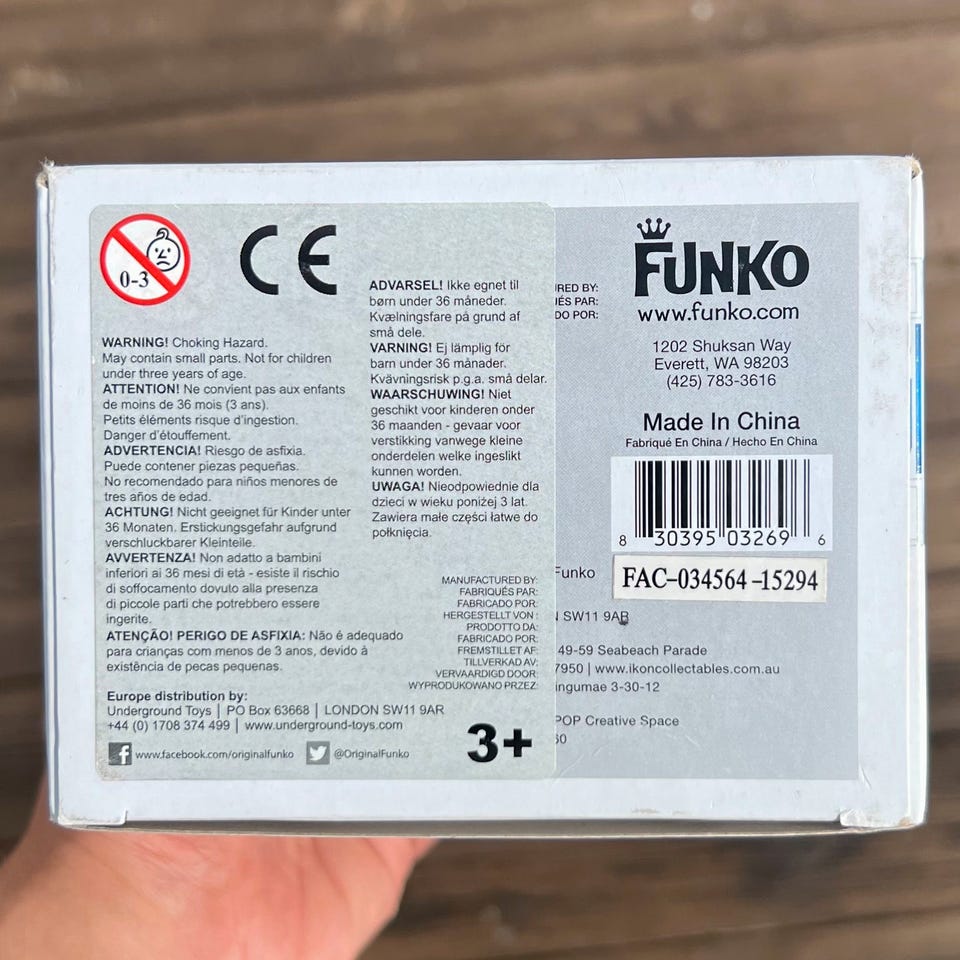 0-3
CE
WARNING! Choking Hazard.
May contain small parts. Not for children
under three years of age.
ATTENTION! Ne convient pas aux enfants
de moins de 36 mois (3 ans).
Petits éléments risque d'ingestion.
Danger d'étouffement.
ADVERTENCIA! Riesgo de asfixia.
Puede contener piezas pequeñas.
No recomendado para niños menores de
tres años de edad.
ACHTUNG! Nicht geeignet für Kinder unter
36 Monaten. Erstickungsgefahr aufgrund
verschluckbarer Kleinteile.
AVVERTENZA! Non adatto a bambini
inferiori ai 36 mesi di età - esiste il rischio
di soffocamento dovuto alla presenza
di piccole parti che potrebbero essere
ingerite.
ATENÇÃO! PERIGO DE ASFIXIA: Não é adequado
para crianças com menos de 3 anos, devido à
existência de pecas pequenas.
Europe distribution by:
Underground Toys | PO Box 63668 | LONDON SW11 9AR
+44 (0) 1708 374 499 | www.underground-toys.com
f www.facebook.com/originalfunko @OriginalFunko
ADVARSEL! Ikke egnet til
børn under 36 måneder.
Kvælningsfare på grund af
små dele.
VARNING! Ej lämplig för
barn under 36 månader.
Kvävningsrisk p.g.a. små delar.
WAARSCHUWING! Niet
geschikt voor kinderen onder
36 maanden - gevaar voor
verstikking vanwege kleine
onderdelen welke ingeslikt
kunnen worden.
UWAGA! Nieodpowiednie dla
dzieci w wieku poniżej 3 lat.
Zawiera małe części łatwe do
połknięcia.
MANUFACTURED BY:
FABRIQUÉS PAR:
FABRICADO POR:
HERGESTELLT VON :
PRODOTTO DA:
FABRICADO POR:
FREMSTILLET AF:
TILLVERKAD AV:
VERVAARDIGD DOOR:
WYPRODUKOWANO PRZEZ:
3+
URED BY:
ÉS PAR:
DO POR:
FUNKO
www.funko.com
1202 Shuksan Way
Everett, WA 98203
(425) 783-3616
Made In China
Fabriqué En China / Hecho En China
8 30395 03269 6
Funko
FAC-034564-15294
SW11 9AR
49-59 Seabeach Parade
7950 | www.ikoncollectables.com.au
ingumae 3-30-12
POP Creative Space
60